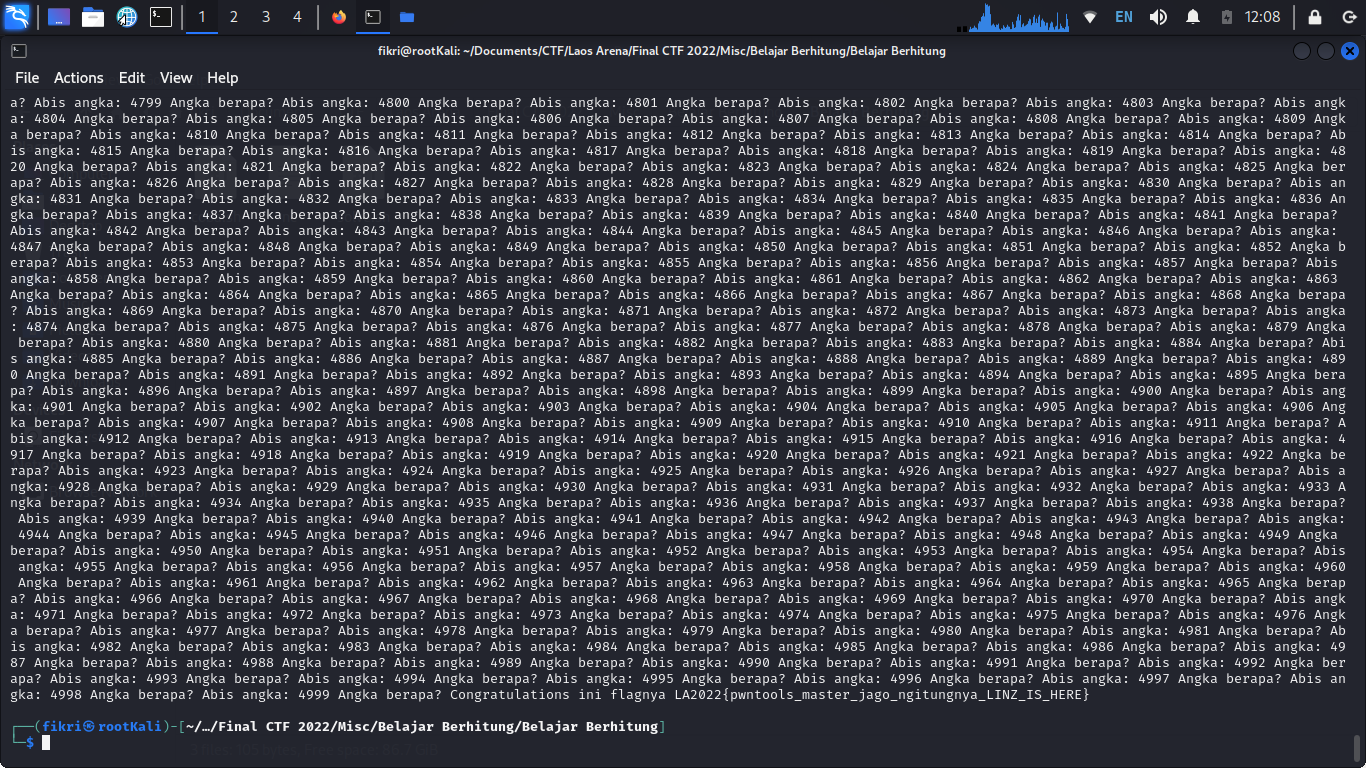 1 2 3 4 EN 12:08
fikri@rootKali: ~/Documents/CTF/Laos Arena/Final CTF 2022/Misc/Belajar Berhitung/Belajar Berhitung
File Actions Edit View Help
a? Abis angka: 4799 Angka berapa? Abis angka: 4800 Angka berapa? Abis angka: 4801 Angka berapa? Abis angka: 4802 Angka berapa? Abis angka: 4803 Angka berapa? Abis angk
a: 4804 Angka berapa? Abis angka: 4805 Angka berapa? Abis angka: 4806 Angka berapa? Abis angka: 4807 Angka berapa? Abis angka: 4808 Angka berapa? Abis angka: 4809 Angk
a berapa? Abis angka: 4810 Angka berapa? Abis angka: 4811 Angka berapa? Abis angka: 4812 Angka berapa? Abis angka: 4813 Angka berapa? Abis angka: 4814 Angka berapa? Ab
is angka: 4815 Angka berapa? Abis angka: 4816 Angka berapa? Abis angka: 4817 Angka berapa? Abis angka: 4818 Angka berapa? Abis angka: 4819 Angka berapa? Abis angka: 48
20 Angka berapa? Abis angka: 4821 Angka berapa? Abis angka: 4822 Angka berapa? Abis angka: 4823 Angka berapa? Abis angka: 4824 Angka berapa? Abis angka: 4825 Angka ber
apa? Abis angka: 4826 Angka berapa? Abis angka: 4827 Angka berapa? Abis angka: 4828 Angka berapa? Abis angka: 4829 Angka berapa? Abis angka: 4830 Angka berapa? Abis an
gka: 4831 Angka berapa? Abis angka: 4832 Angka berapa? Abis angka: 4833 Angka berapa? Abis angka: 4834 Angka berapa? Abis angka: 4835 Angka berapa? Abis angka: 4836 An
gka berapa? Abis angka: 4837 Angka berapa? Abis angka: 4838 Angka berapa? Abis angka: 4839 Angka berapa? Abis angka: 4840 Angka berapa? Abis angka: 4841 Angka berapa?
Abis angka: 4842 Angka berapa? Abis angka: 4843 Angka berapa? Abis angka: 4844 Angka berapa? Abis angka: 4845 Angka berapa? Abis angka: 4846 Angka berapa? Abis angka:
4847 Angka berapa? Abis angka: 4848 Angka berapa? Abis angka: 4849 Angka berapa? Abis angka: 4850 Angka berapa? Abis angka: 4851 Angka berapa? Abis angka: 4852 Angka b
erapa? Abis angka: 4853 Angka berapa? Abis angka: 4854 Angka berapa? Abis angka: 4855 Angka berapa? Abis angka: 4856 Angka berapa? Abis angka: 4857 Angka berapa? Abis
angka: 4858 Angka berapa? Abis angka: 4859 Angka berapa? Abis angka: 4860 Angka berapa? Abis angka: 4861 Angka berapa? Abis angka: 4862 Angka berapa? Abis angka: 4863
Angka berapa? Abis angka: 4864 Angka berapa? Abis angka: 4865 Angka berapa? Abis angka: 4866 Angka berapa? Abis angka: 4867 Angka berapa? Abis angka: 4868 Angka berapa
? Abis angka: 4869 Angka berapa? Abis angka: 4870 Angka berapa? Abis angka: 4871 Angka berapa? Abis angka: 4872 Angka berapa? Abis angka: 4873 Angka berapa? Abis angka
: 4874 Angka berapa? Abis angka: 4875 Angka berapa? Abis angka: 4876 Angka berapa? Abis angka: 4877 Angka berapa? Abis angka: 4878 Angka berapa? Abis angka: 4879 Angka
berapa? Abis angka: 4880 Angka berapa? Abis angka: 4881 Angka berapa? Abis angka: 4882 Angka berapa? Abis angka: 4883 Angka berapa? Abis angka: 4884 Angka berapa? Abi
s angka: 4885 Angka berapa? Abis angka: 4886 Angka berapa? Abis angka: 4887 Angka berapa? Abis angka: 4888 Angka berapa? Abis angka: 4889 Angka berapa? Abis angka: 489
0 Angka berapa? Abis angka: 4891 Angka berapa? Abis angka: 4892 Angka berapa? Abis angka: 4893 Angka berapa? Abis angka: 4894 Angka berapa? Abis angka: 4895 Angka bera
pa? Abis angka: 4896 Angka berapa? Abis angka: 4897 Angka berapa? Abis angka: 4898 Angka berapa? Abis angka: 4899 Angka berapa? Abis angka: 4900 Angka berapa? Abis ang
ka: 4901 Angka berapa? Abis angka: 4902 Angka berapa? Abis angka: 4903 Angka berapa? Abis angka: 4904 Angka berapa? Abis angka: 4905 Angka berapa? Abis angka: 4906 Ang
ka berapa? Abis angka: 4907 Angka berapa? Abis angka: 4908 Angka berapa? Abis angka: 4909 Angka berapa? Abis angka: 4910 Angka berapa? Abis angka: 4911 Angka berapa? A
bis angka: 4912 Angka berapa? Abis angka: 4913 Angka berapa? Abis angka: 4914 Angka berapa? Abis angka: 4915 Angka berapa? Abis angka: 4916 Angka berapa? Abis angka: 4
917 Angka berapa? Abis angka: 4918 Angka berapa? Abis angka: 4919 Angka berapa? Abis angka: 4920 Angka berapa? Abis angka: 4921 Angka berapa? Abis angka: 4922 Angka be
rapa? Abis angka: 4923 Angka berapa? Abis angka: 4924 Angka berapa? Abis angka: 4925 Angka berapa? Abis angka: 4926 Angka berapa? Abis angka: 4927 Angka berapa? Abis a
ngka: 4928 Angka berapa? Abis angka: 4929 Angka berapa? Abis angka: 4930 Angka berapa? Abis angka: 4931 Angka berapa? Abis angka: 4932 Angka berapa? Abis angka: 4933 A
ngka berapa? Abis angka: 4934 Angka berapa? Abis angka: 4935 Angka berapa? Abis angka: 4936 Angka berapa? Abis angka: 4937 Angka berapa? Abis angka: 4938 Angka berapa?
Abis angka: 4939 Angka berapa? Abis angka: 4940 Angka berapa? Abis angka: 4941 Angka berapa? Abis angka: 4942 Angka berapa? Abis angka: 4943 Angka berapa? Abis angka:
4944 Angka berapa? Abis angka: 4945 Angka berapa? Abis angka: 4946 Angka berapa? Abis angka: 4947 Angka berapa? Abis angka: 4948 Angka berapa? Abis angka: 4949 Angka
berapa? Abis angka: 4950 Angka berapa? Abis angka: 4951 Angka berapa? Abis angka: 4952 Angka berapa? Abis angka: 4953 Angka berapa? Abis angka: 4954 Angka berapa? Abis
angka: 4955 Angka berapa? Abis angka: 4956 Angka berapa? Abis angka: 4957 Angka berapa? Abis angka: 4958 Angka berapa? Abis angka: 4959 Angka berapa? Abis angka: 4960
Angka berapa? Abis angka: 4961 Angka berapa? Abis angka: 4962 Angka berapa? Abis angka: 4963 Angka berapa? Abis angka: 4964 Angka berapa? Abis angka: 4965 Angka berap
a? Abis angka: 4966 Angka berapa? Abis angka: 4967 Angka berapa? Abis angka: 4968 Angka berapa? Abis angka: 4969 Angka berapa? Abis angka: 4970 Angka berapa? Abis angk
a: 4971 Angka berapa? Abis angka: 4972 Angka berapa? Abis angka: 4973 Angka berapa? Abis angka: 4974 Angka berapa? Abis angka: 4975 Angka berapa? Abis angka: 4976 Angk
a berapa? Abis angka: 4977 Angka berapa? Abis angka: 4978 Angka berapa? Abis angka: 4979 Angka berapa? Abis angka: 4980 Angka berapa? Abis angka: 4981 Angka berapa? Ab
is angka: 4982 Angka berapa? Abis angka: 4983 Angka berapa? Abis angka: 4984 Angka berapa? Abis angka: 4985 Angka berapa? Abis angka: 4986 Angka berapa? Abis angka: 49
87 Angka berapa? Abis angka: 4988 Angka berapa? Abis angka: 4989 Angka berapa? Abis angka: 4990 Angka berapa? Abis angka: 4991 Angka berapa? Abis angka: 4992 Angka ber
apa? Abis angka: 4993 Angka berapa? Abis angka: 4994 Angka berapa? Abis angka: 4995 Angka berapa? Abis angka: 4996 Angka berapa? Abis angka: 4997 Angka berapa? Abis an
gka: 4998 Angka berapa? Abis angka: 4999 Angka berapa? Congratulations ini flagnya LA2022{pwntools_master_jago_ngitungnya_LINZ_IS_HERE}
┌──(fikri㉿rootKali)-[~/…/Final CTF 2022/Misc/Belajar Berhitung/Belajar Berhitung]
└─$